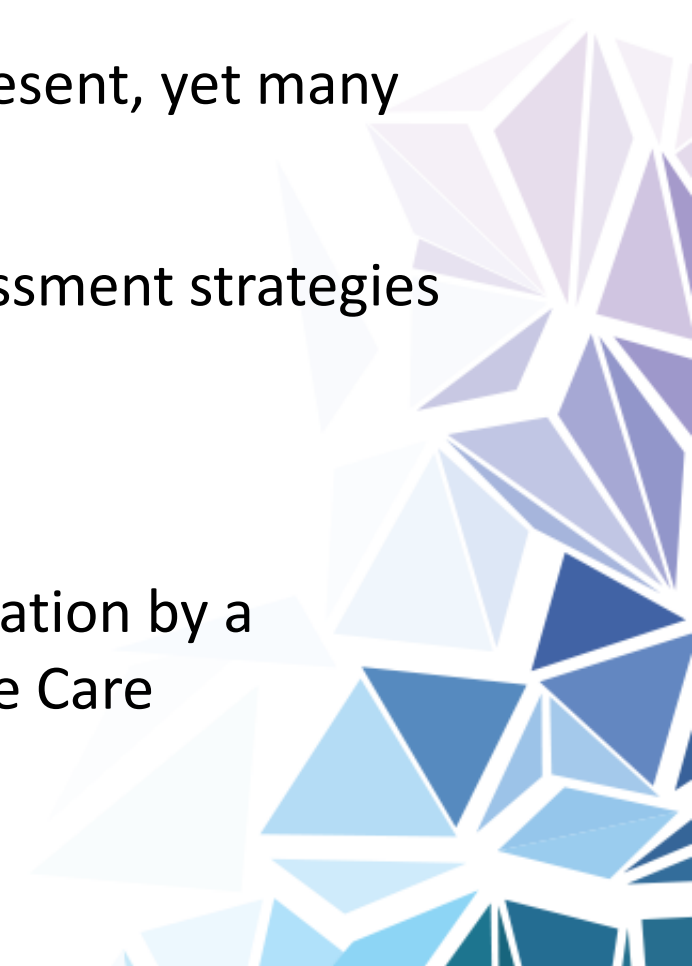 esent, yet many
ssment strategies
ation by a
e Care